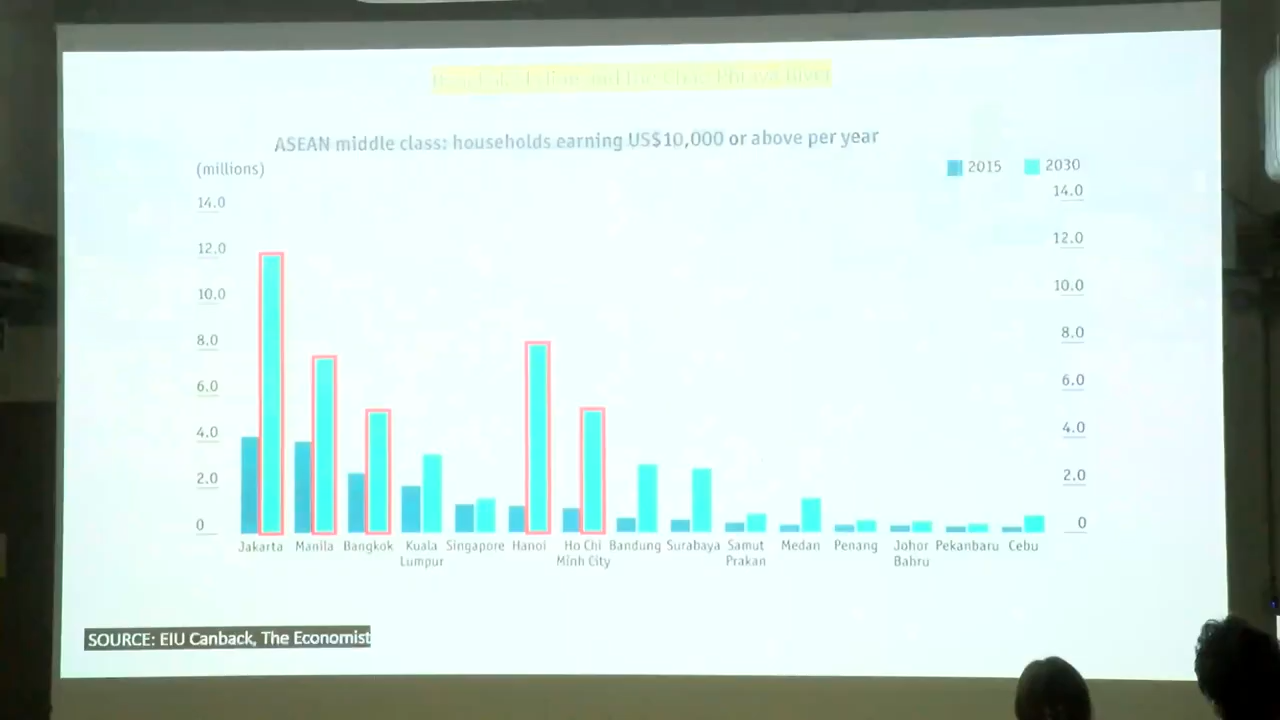 ASEAN middle class: households earning US$10,000 or above per year
(millions)
2015
2030
14.0
12.0
10.0
8.0
6.0
4.0
2.0
0
14.0
12.0
10.0
8.0
6.0
4.0
2.0
0
Jakarta
Manila
Bangkok
Kuala
Lumpur
Singapore
Hanoi
Ho Chi
Minh City
Bandung
Surabaya
Samut
Prakan
Medan
Penang
Johor
Bahru
Pekanbaru
Cebu
SOURCE: EIU Canback, The Economist